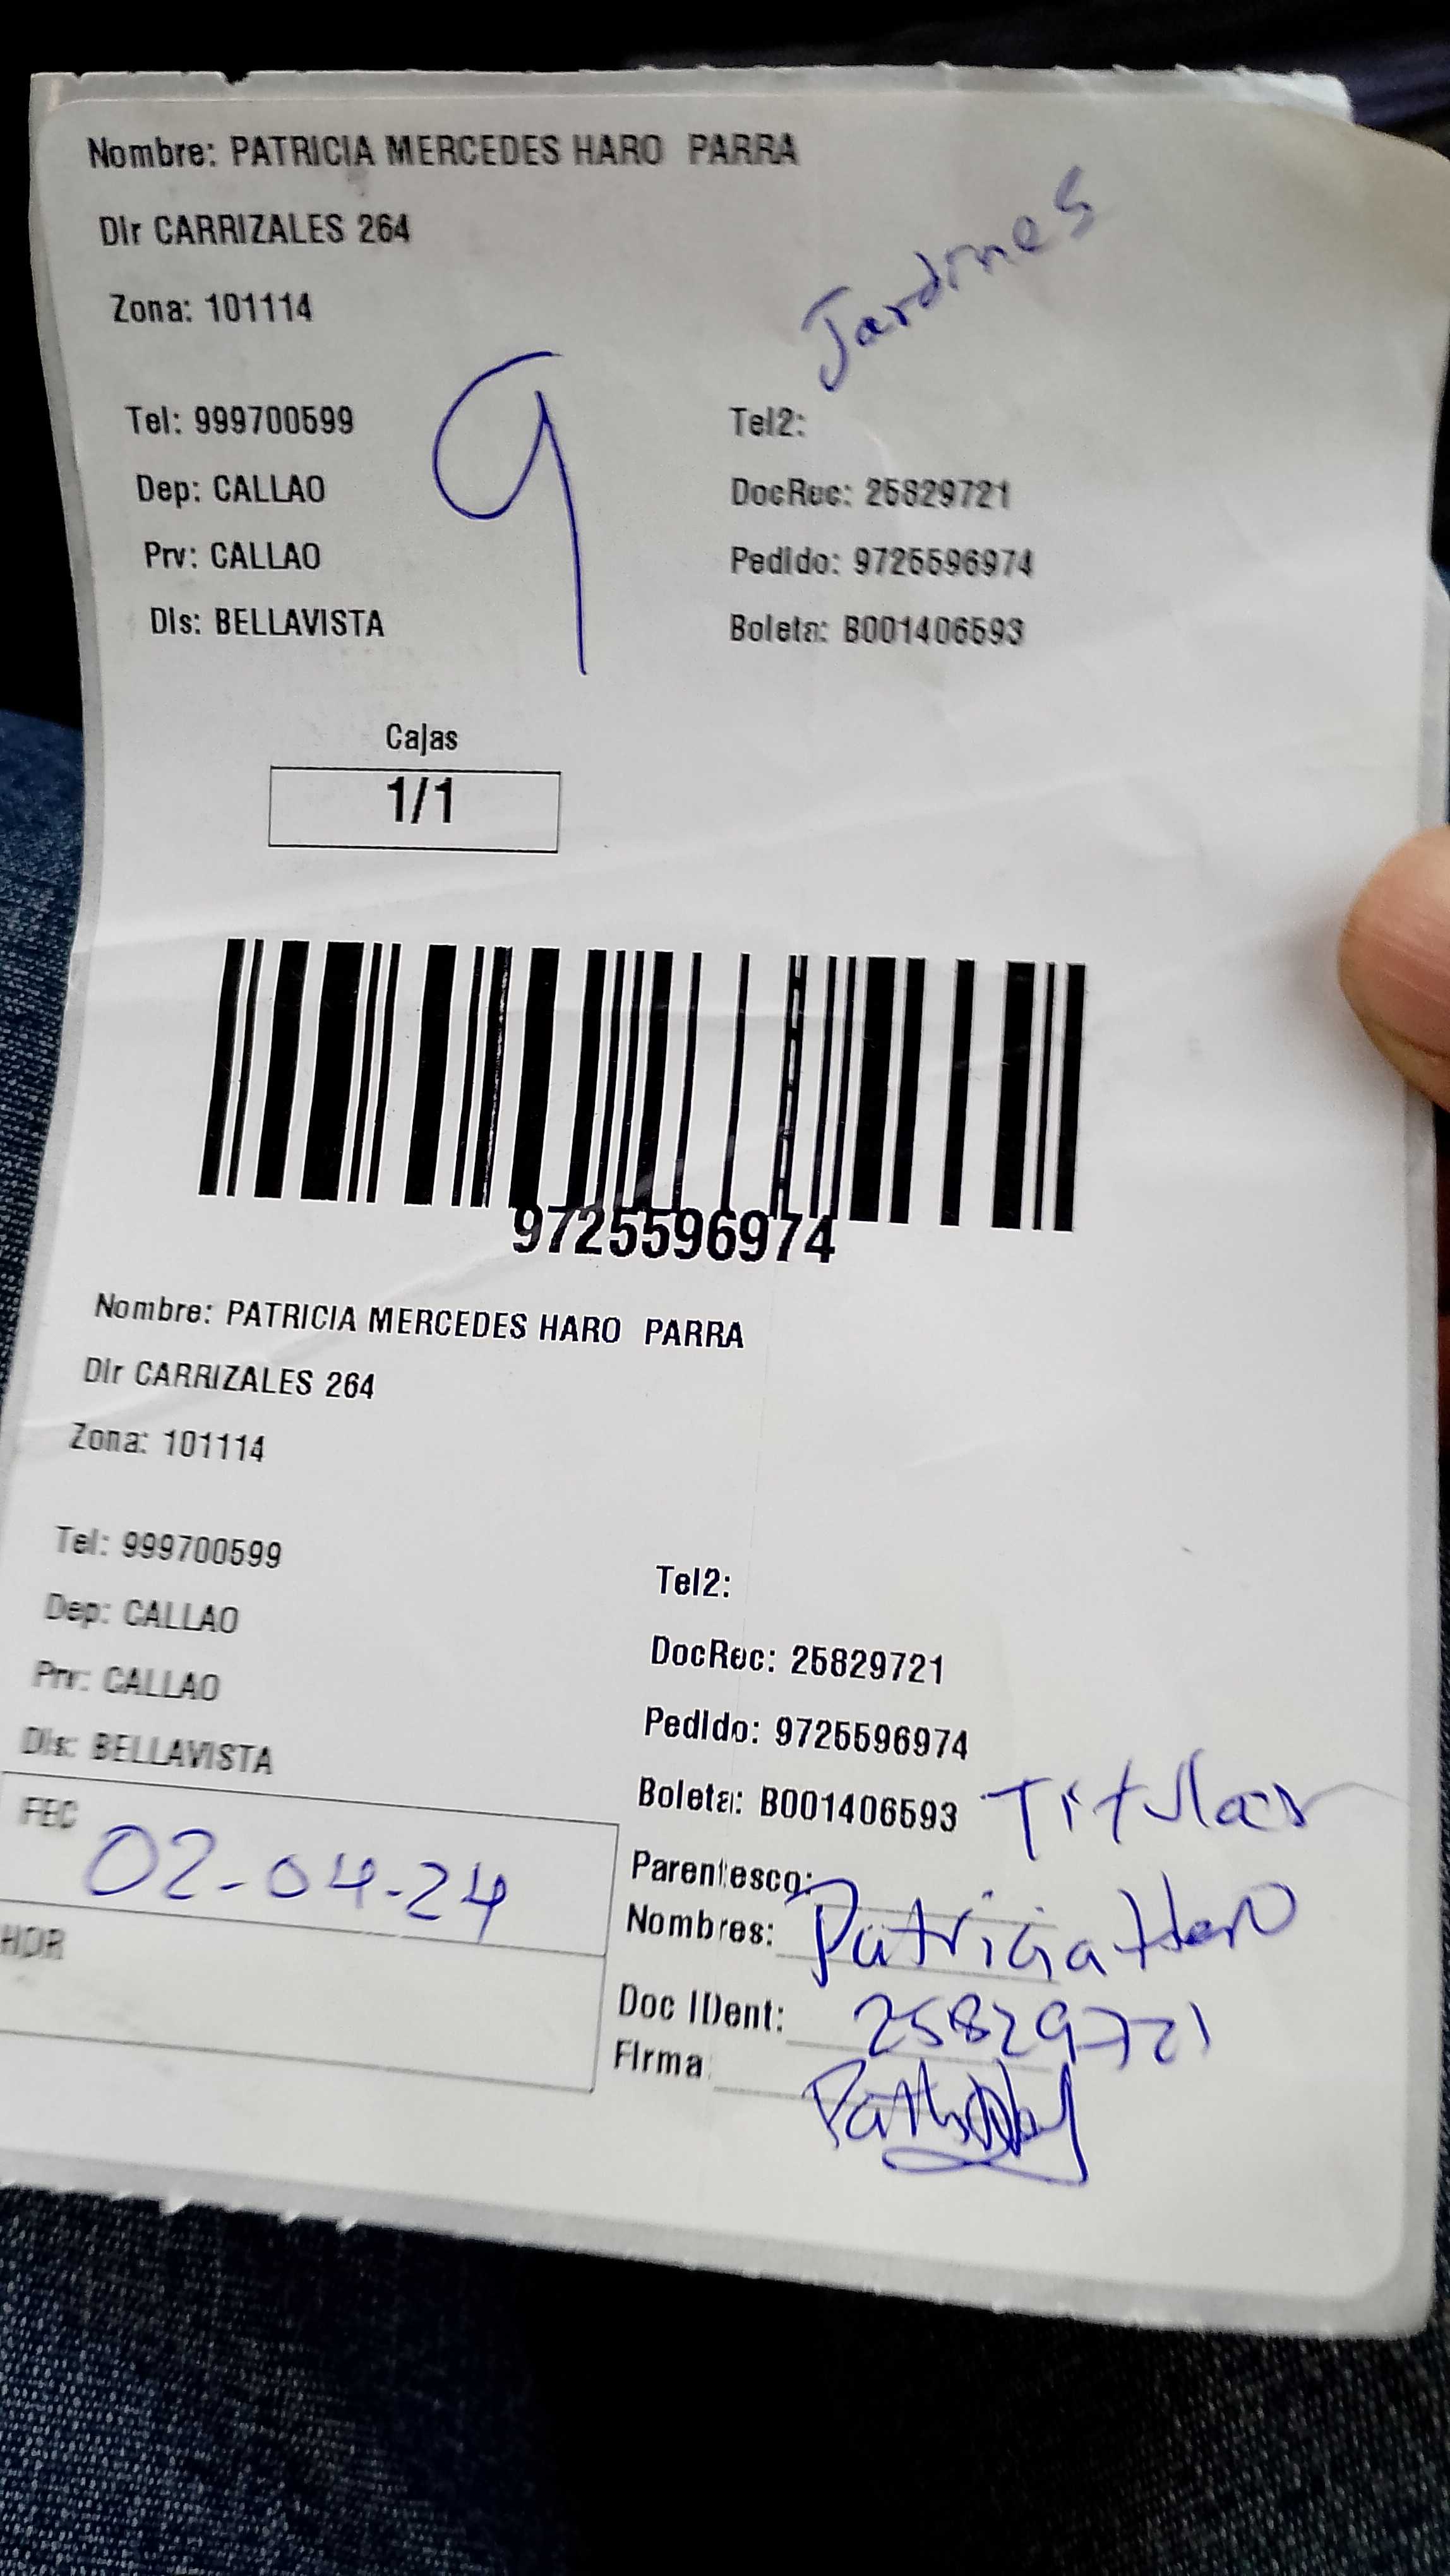 Nombre: PATRICIA MERCEDES HARO PARRA
Dir CARRIZALES 264
Jardines
Zona: 101114
9
Tel: 999700599 Tel2:
Dep: CALLAO DocRec: 25829721
Prv: CALLAO Pedido: 9725596974
Dis: BELLAVISTA Boleta: B001406593
Cajas
1/1
9725596974
Nombre: PATRICIA MERCEDES HARO PARRA
Dir CARRIZALES 264
Zona: 101114
Tel: 999700599 Tel2:
Dep: CALLAO DocRec: 25829721
Prv: CALLAO Pedido: 9725596974
Dis: BELLAVISTA Boleta: B001406593
FEC 02-04-24
Parentesco: Titular
HOR
Nombres: Patricia Haro
Doc IDent: 25829721
Firma